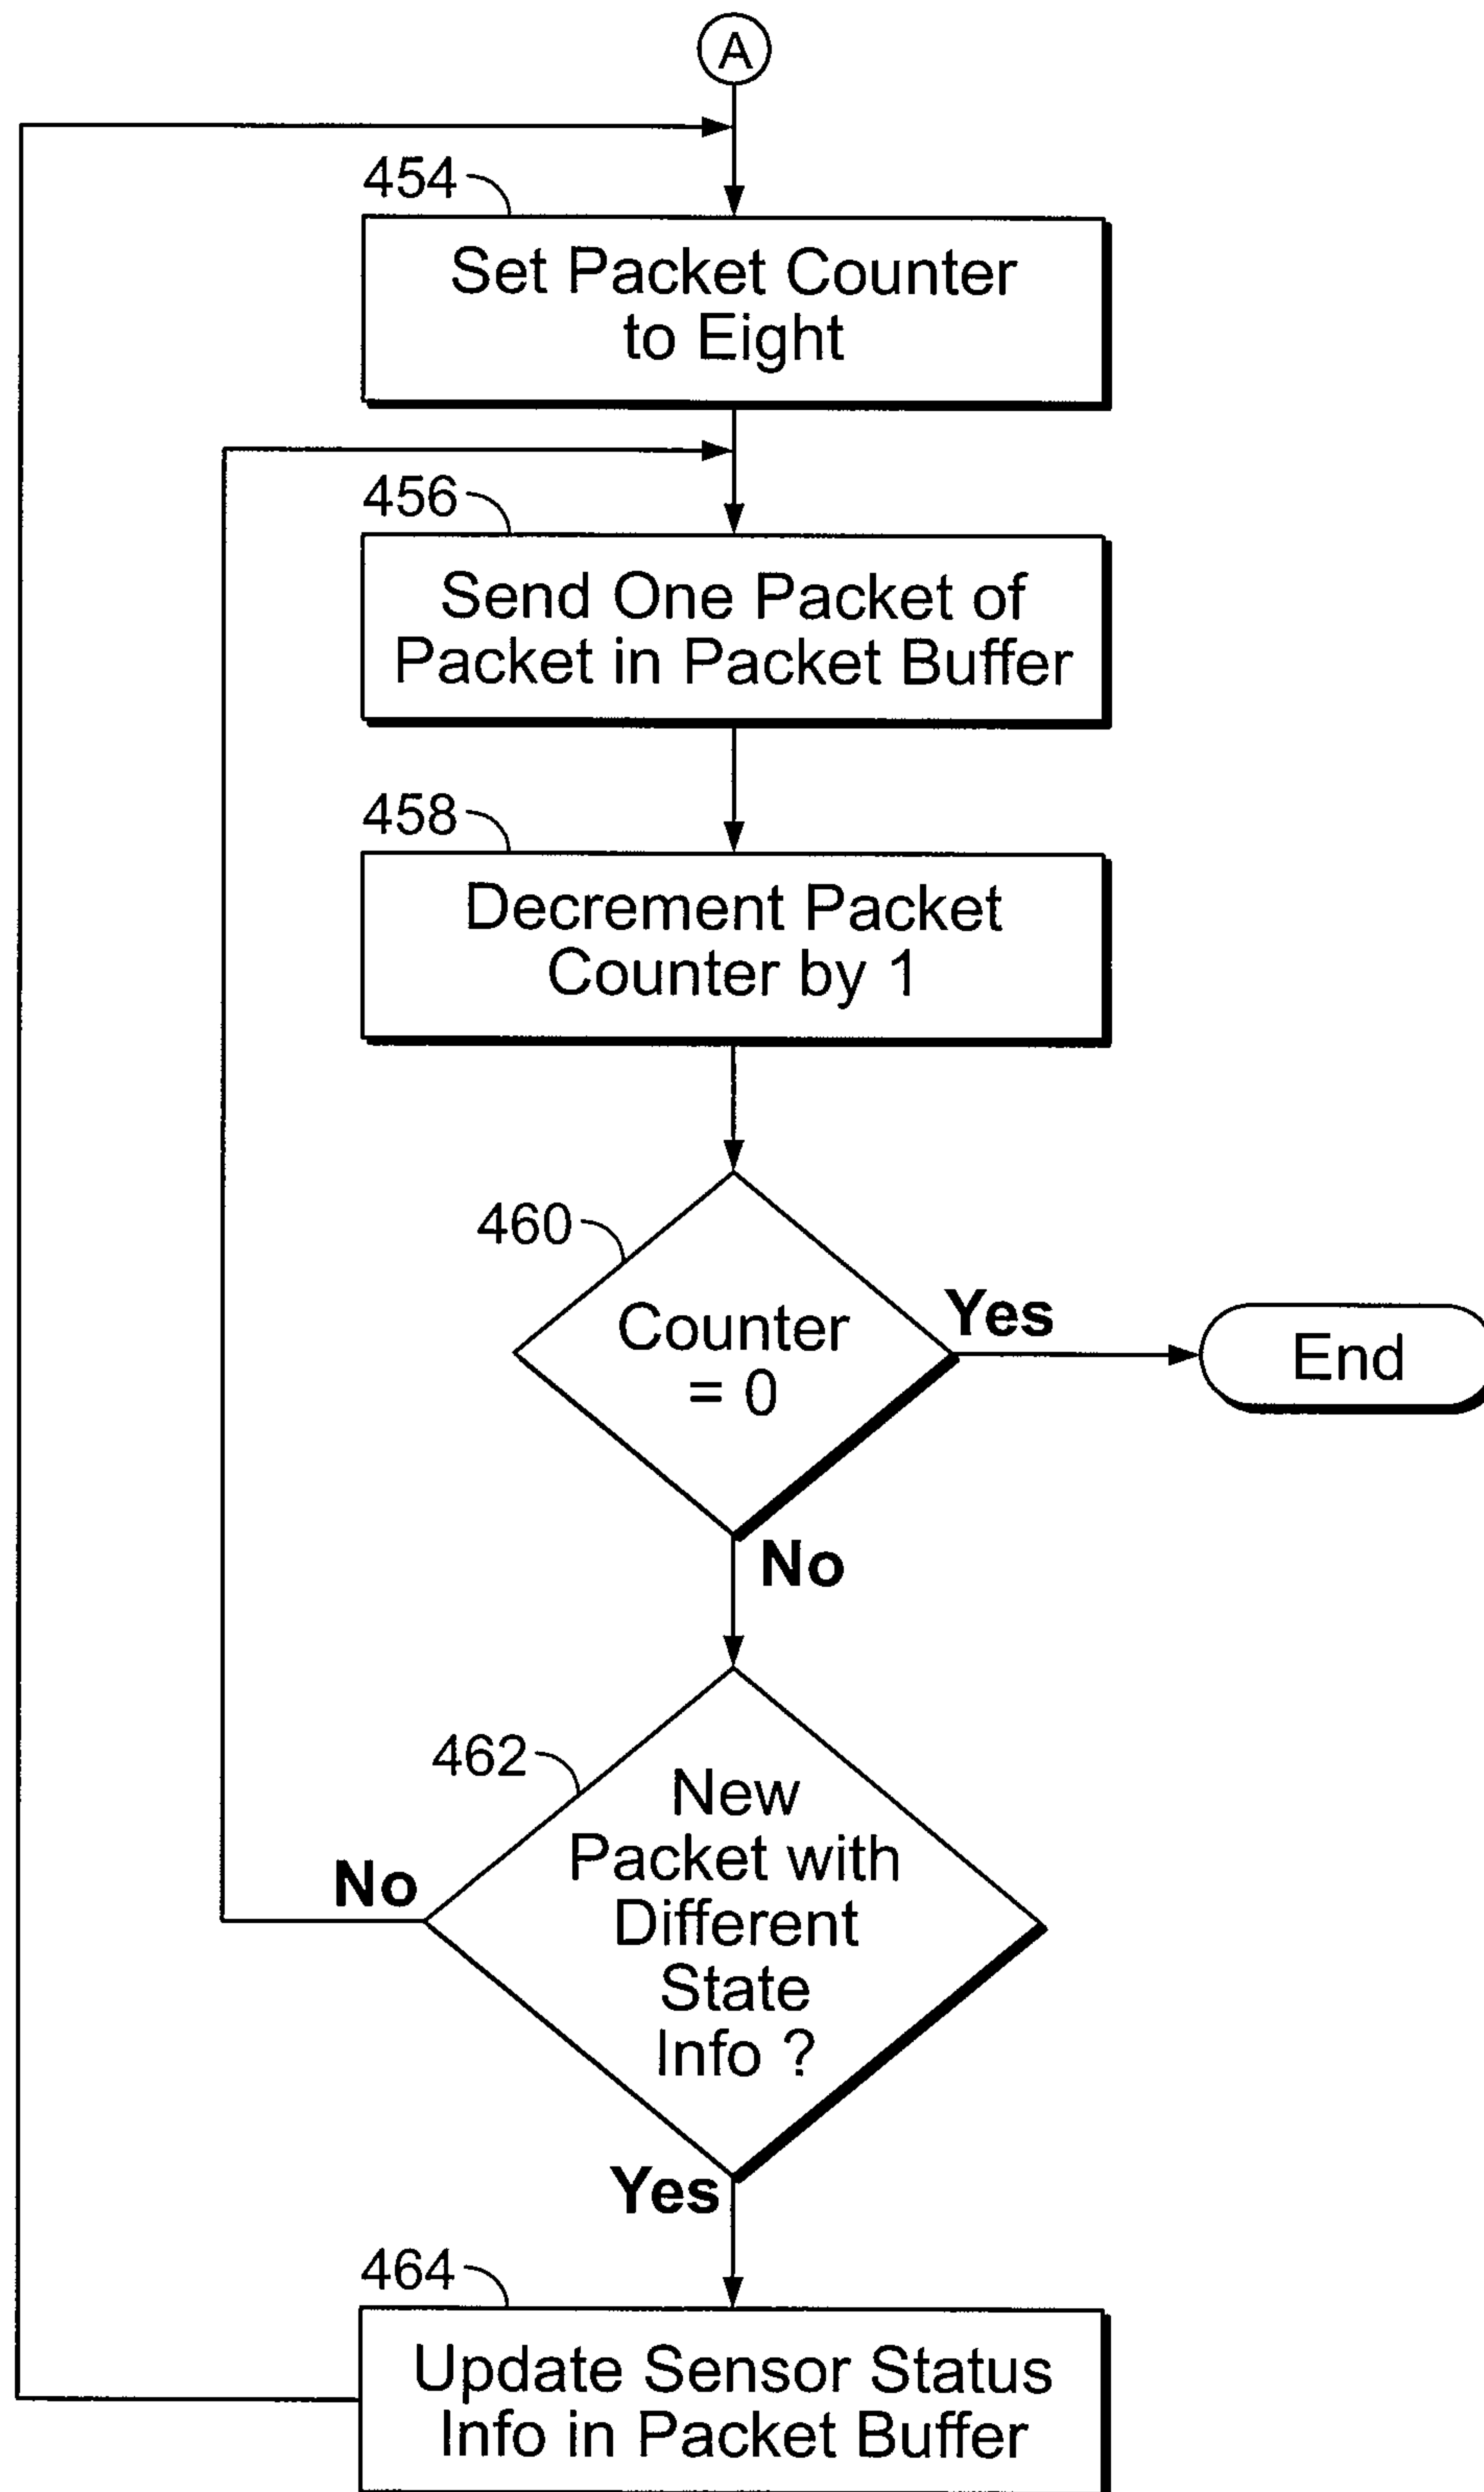 A
454
Set Packet Counter
to Eight
456
Send One Packet of
Packet in Packet Buffer
458
Decrement Packet
Counter by 1
460
Counter
= 0
Yes
End
No
462
New
Packet with
Different
State
Info ?
No
Yes
464
Update Sensor Status
Info in Packet Buffer